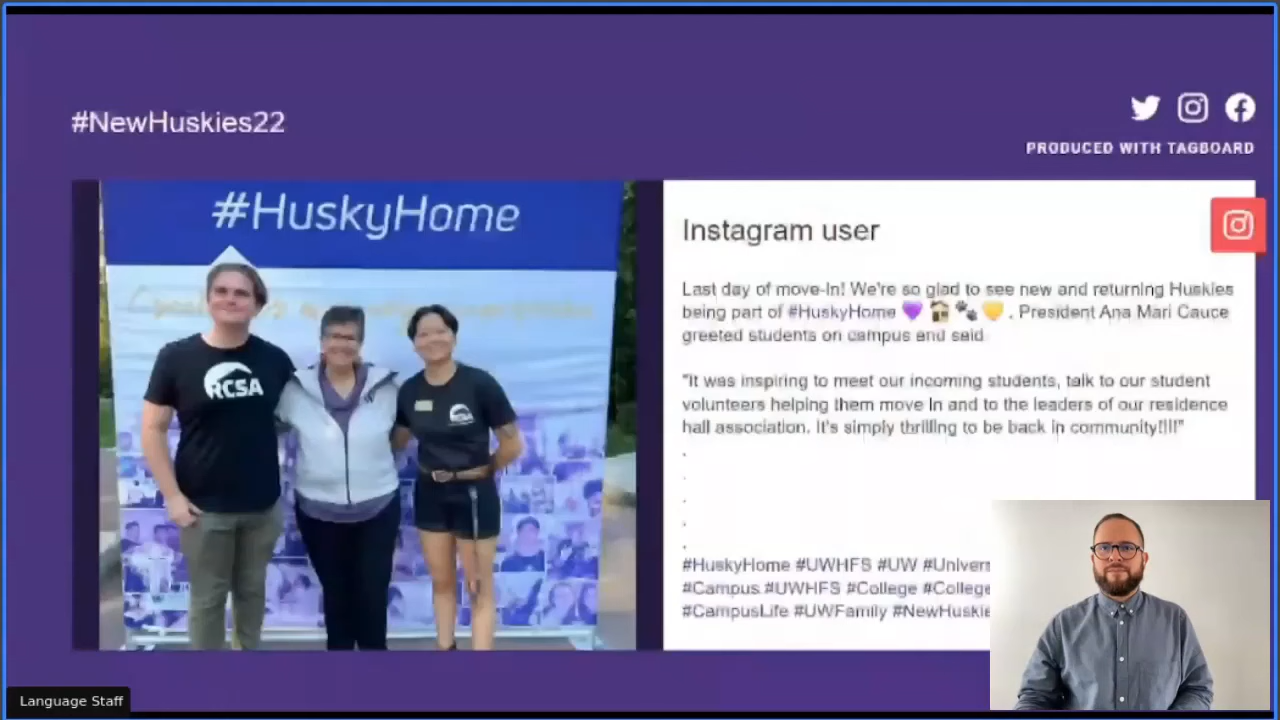 #NewHuskies22
PRODUCED WITH TAGBOARD
#HuskyHome
RCSA
Instagram user
Last day of move-in! We're so glad to see new and returning Huskies
being part of #HuskyHome 💜 🏠 🐾 💛 . President Ana Mari Cauce
greeted students on campus and said
"It was inspiring to meet our incoming students, talk to our student
volunteers helping them move in and to the leaders of our residence
hall association. It's simply thrilling to be back in community!!!!"
.
.
.
.
.
#HuskyHome #UWHFS #UW #Univer
#Campus #UWHFS #College #College
#CampusLife #UWFamily #NewHuskie
Language Staff